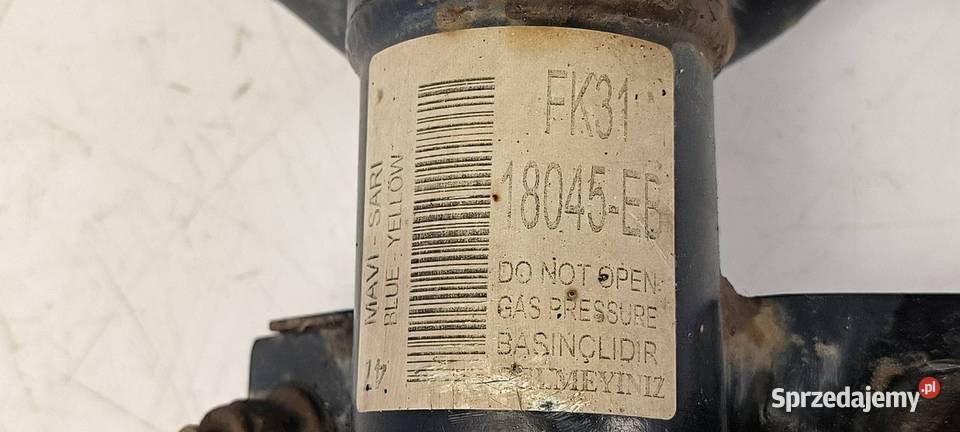 FK31
18045-EB
DO NOT OPEN
GAS PRESSURE
BASINÇLIDIR
MAVI - SARI
BLUE - YELLOW
Sprzedajemy.pl